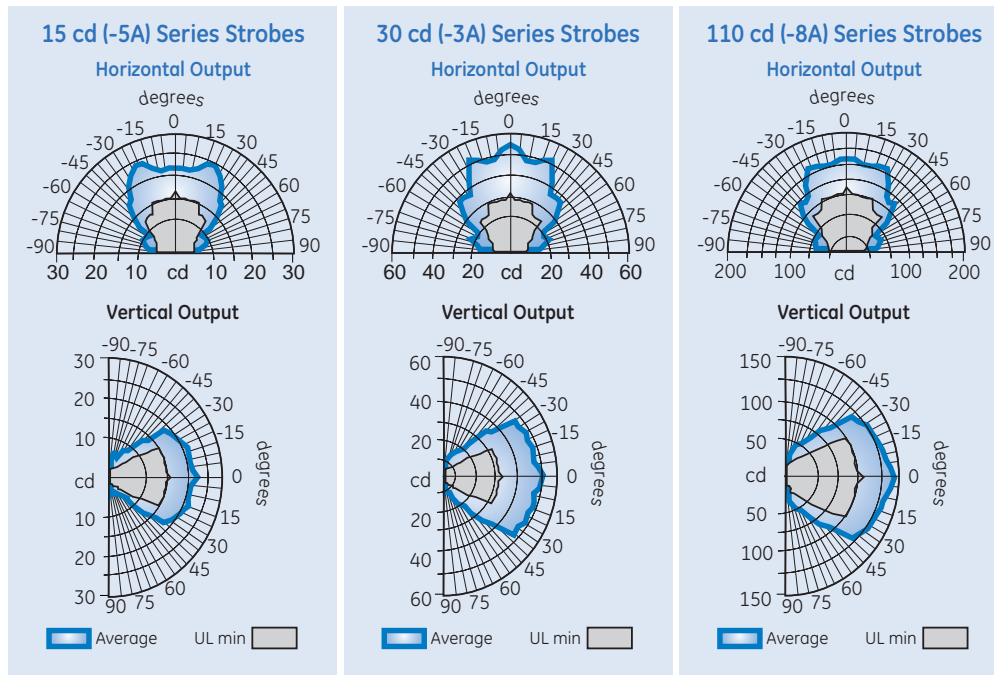 15 cd (-5A) Series Strobes
Horizontal Output
degrees
-90 -75 -60 -45 -30 -15 0 15 30 45 60 75 90
30 20 10 cd 10 20 30
Vertical Output
30 20 10 cd 10 20 30
-90 -75 -60 -45 -30 -15 0 15 30 45 60 75 90
degrees
Average UL min
30 cd (-3A) Series Strobes
Horizontal Output
degrees
-90 -75 -60 -45 -30 -15 0 15 30 45 60 75 90
60 40 20 cd 20 40 60
Vertical Output
60 40 20 cd 20 40 60
-90 -75 -60 -45 -30 -15 0 15 30 45 60 75 90
degrees
Average UL min
110 cd (-8A) Series Strobes
Horizontal Output
degrees
-90 -75 -60 -45 -30 -15 0 15 30 45 60 75 90
200 100 cd 100 200
Vertical Output
150 100 50 cd 50 100 150
-90 -75 -60 -45 -30 -15 0 15 30 45 60 75 90
degrees
Average UL min